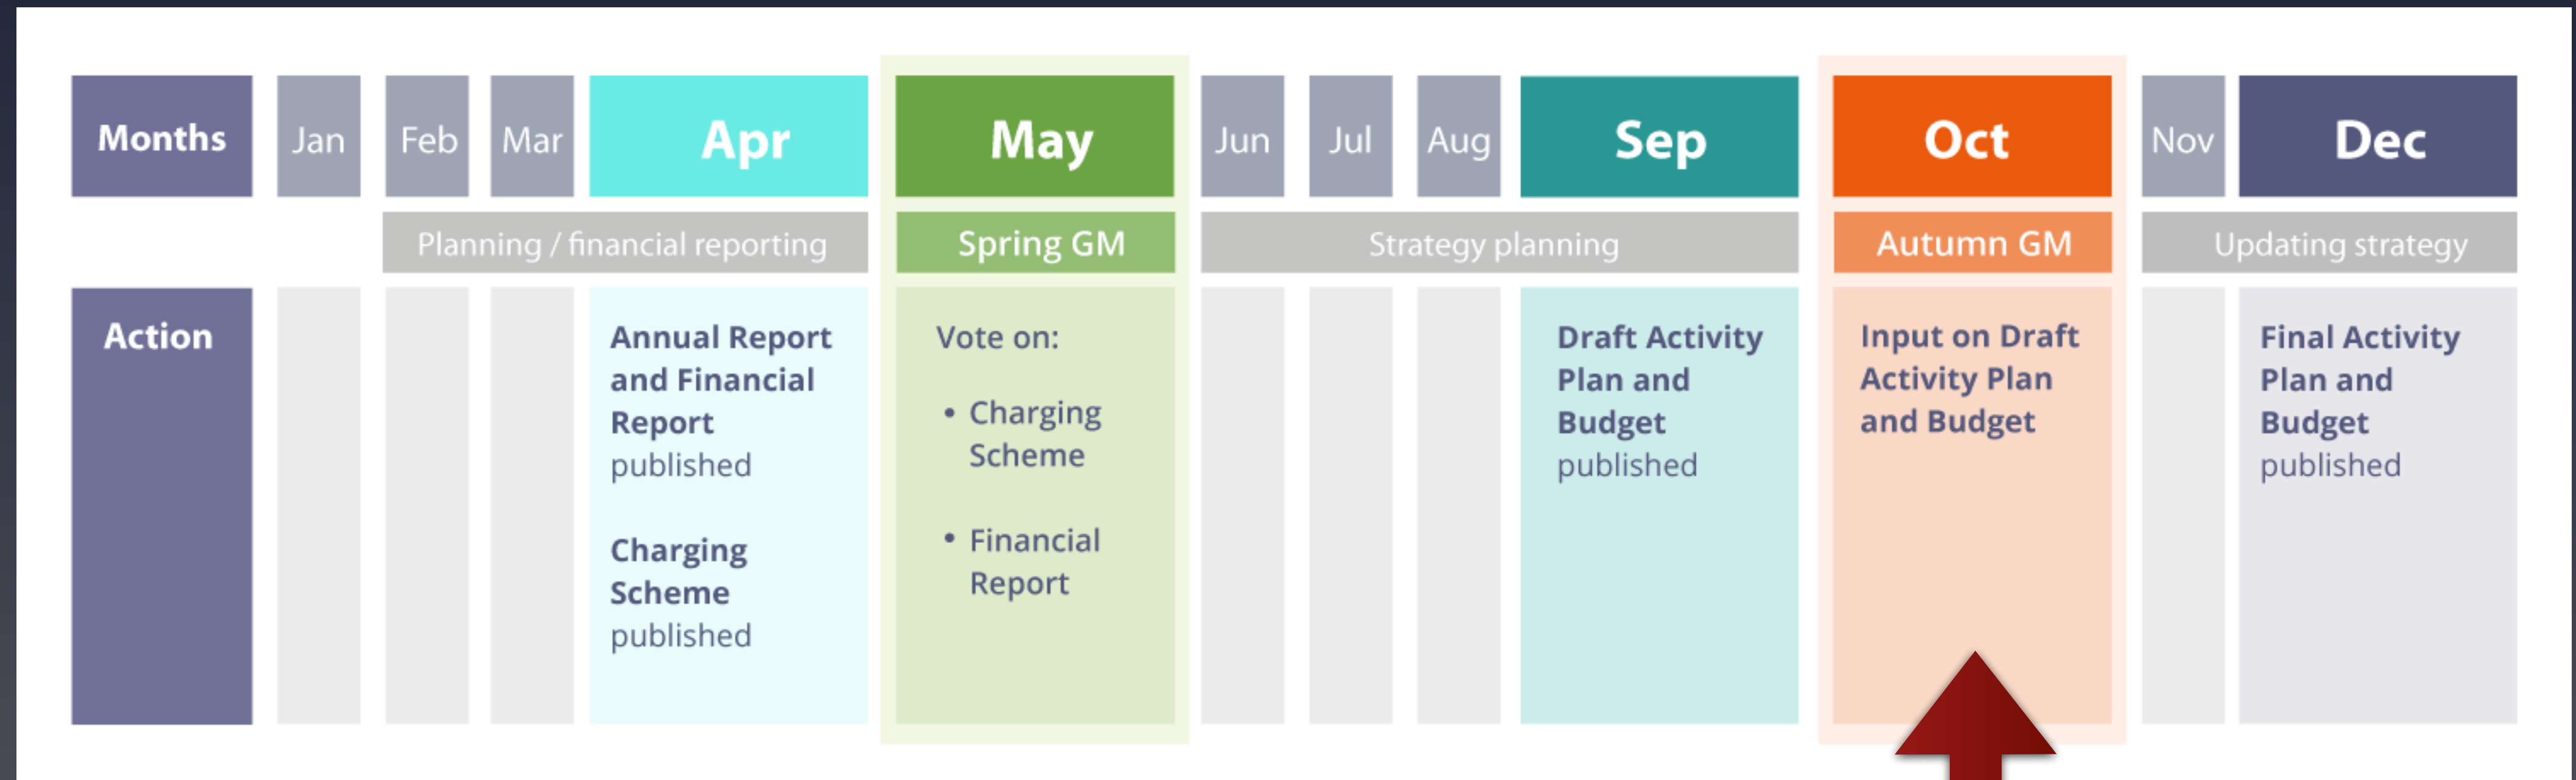 Months
Jan
Feb
Mar
Apr
May
Jun
Jul
Aug
Sep
Oct
Nov
Dec
Planning / financial reporting
Spring GM
Strategy planning
Autumn GM
Updating strategy
Action
Annual Report
and Financial
Report
published
Charging
Scheme
published
Vote on:
• Charging
Scheme
• Financial
Report
Draft Activity
Plan and
Budget
published
Input on Draft
Activity Plan
and Budget
Final Activity
Plan and
Budget
published